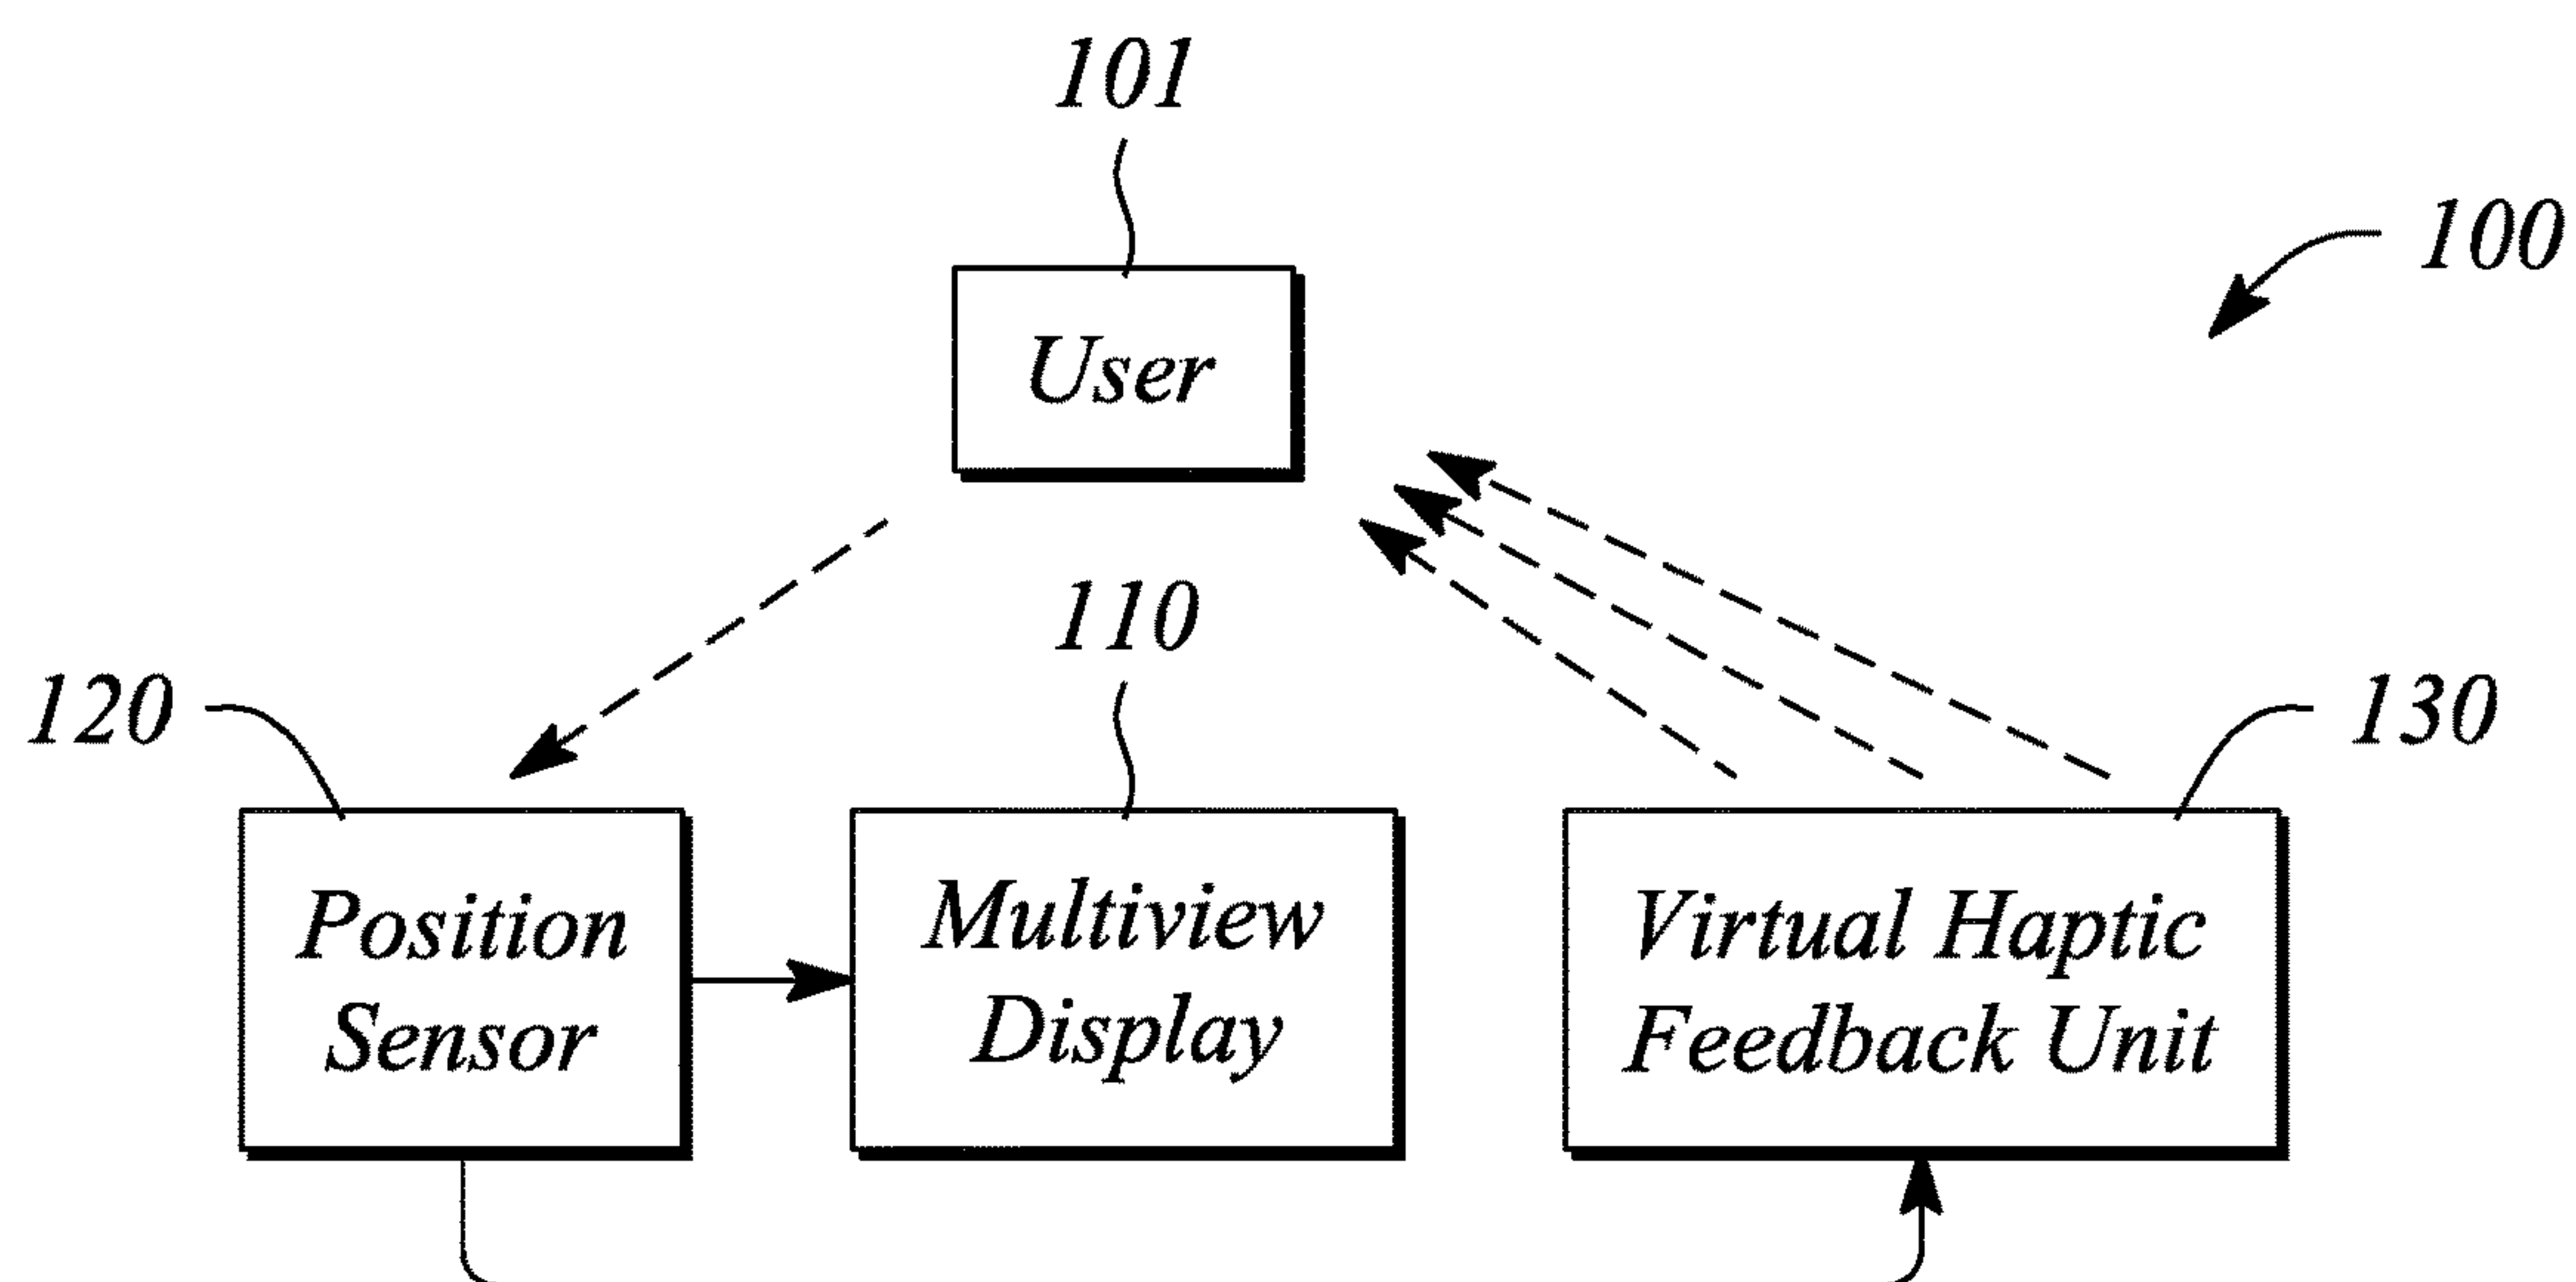 101
100
User
110
120
130
Position
Sensor
Multiview
Display
Virtual Haptic
Feedback Unit